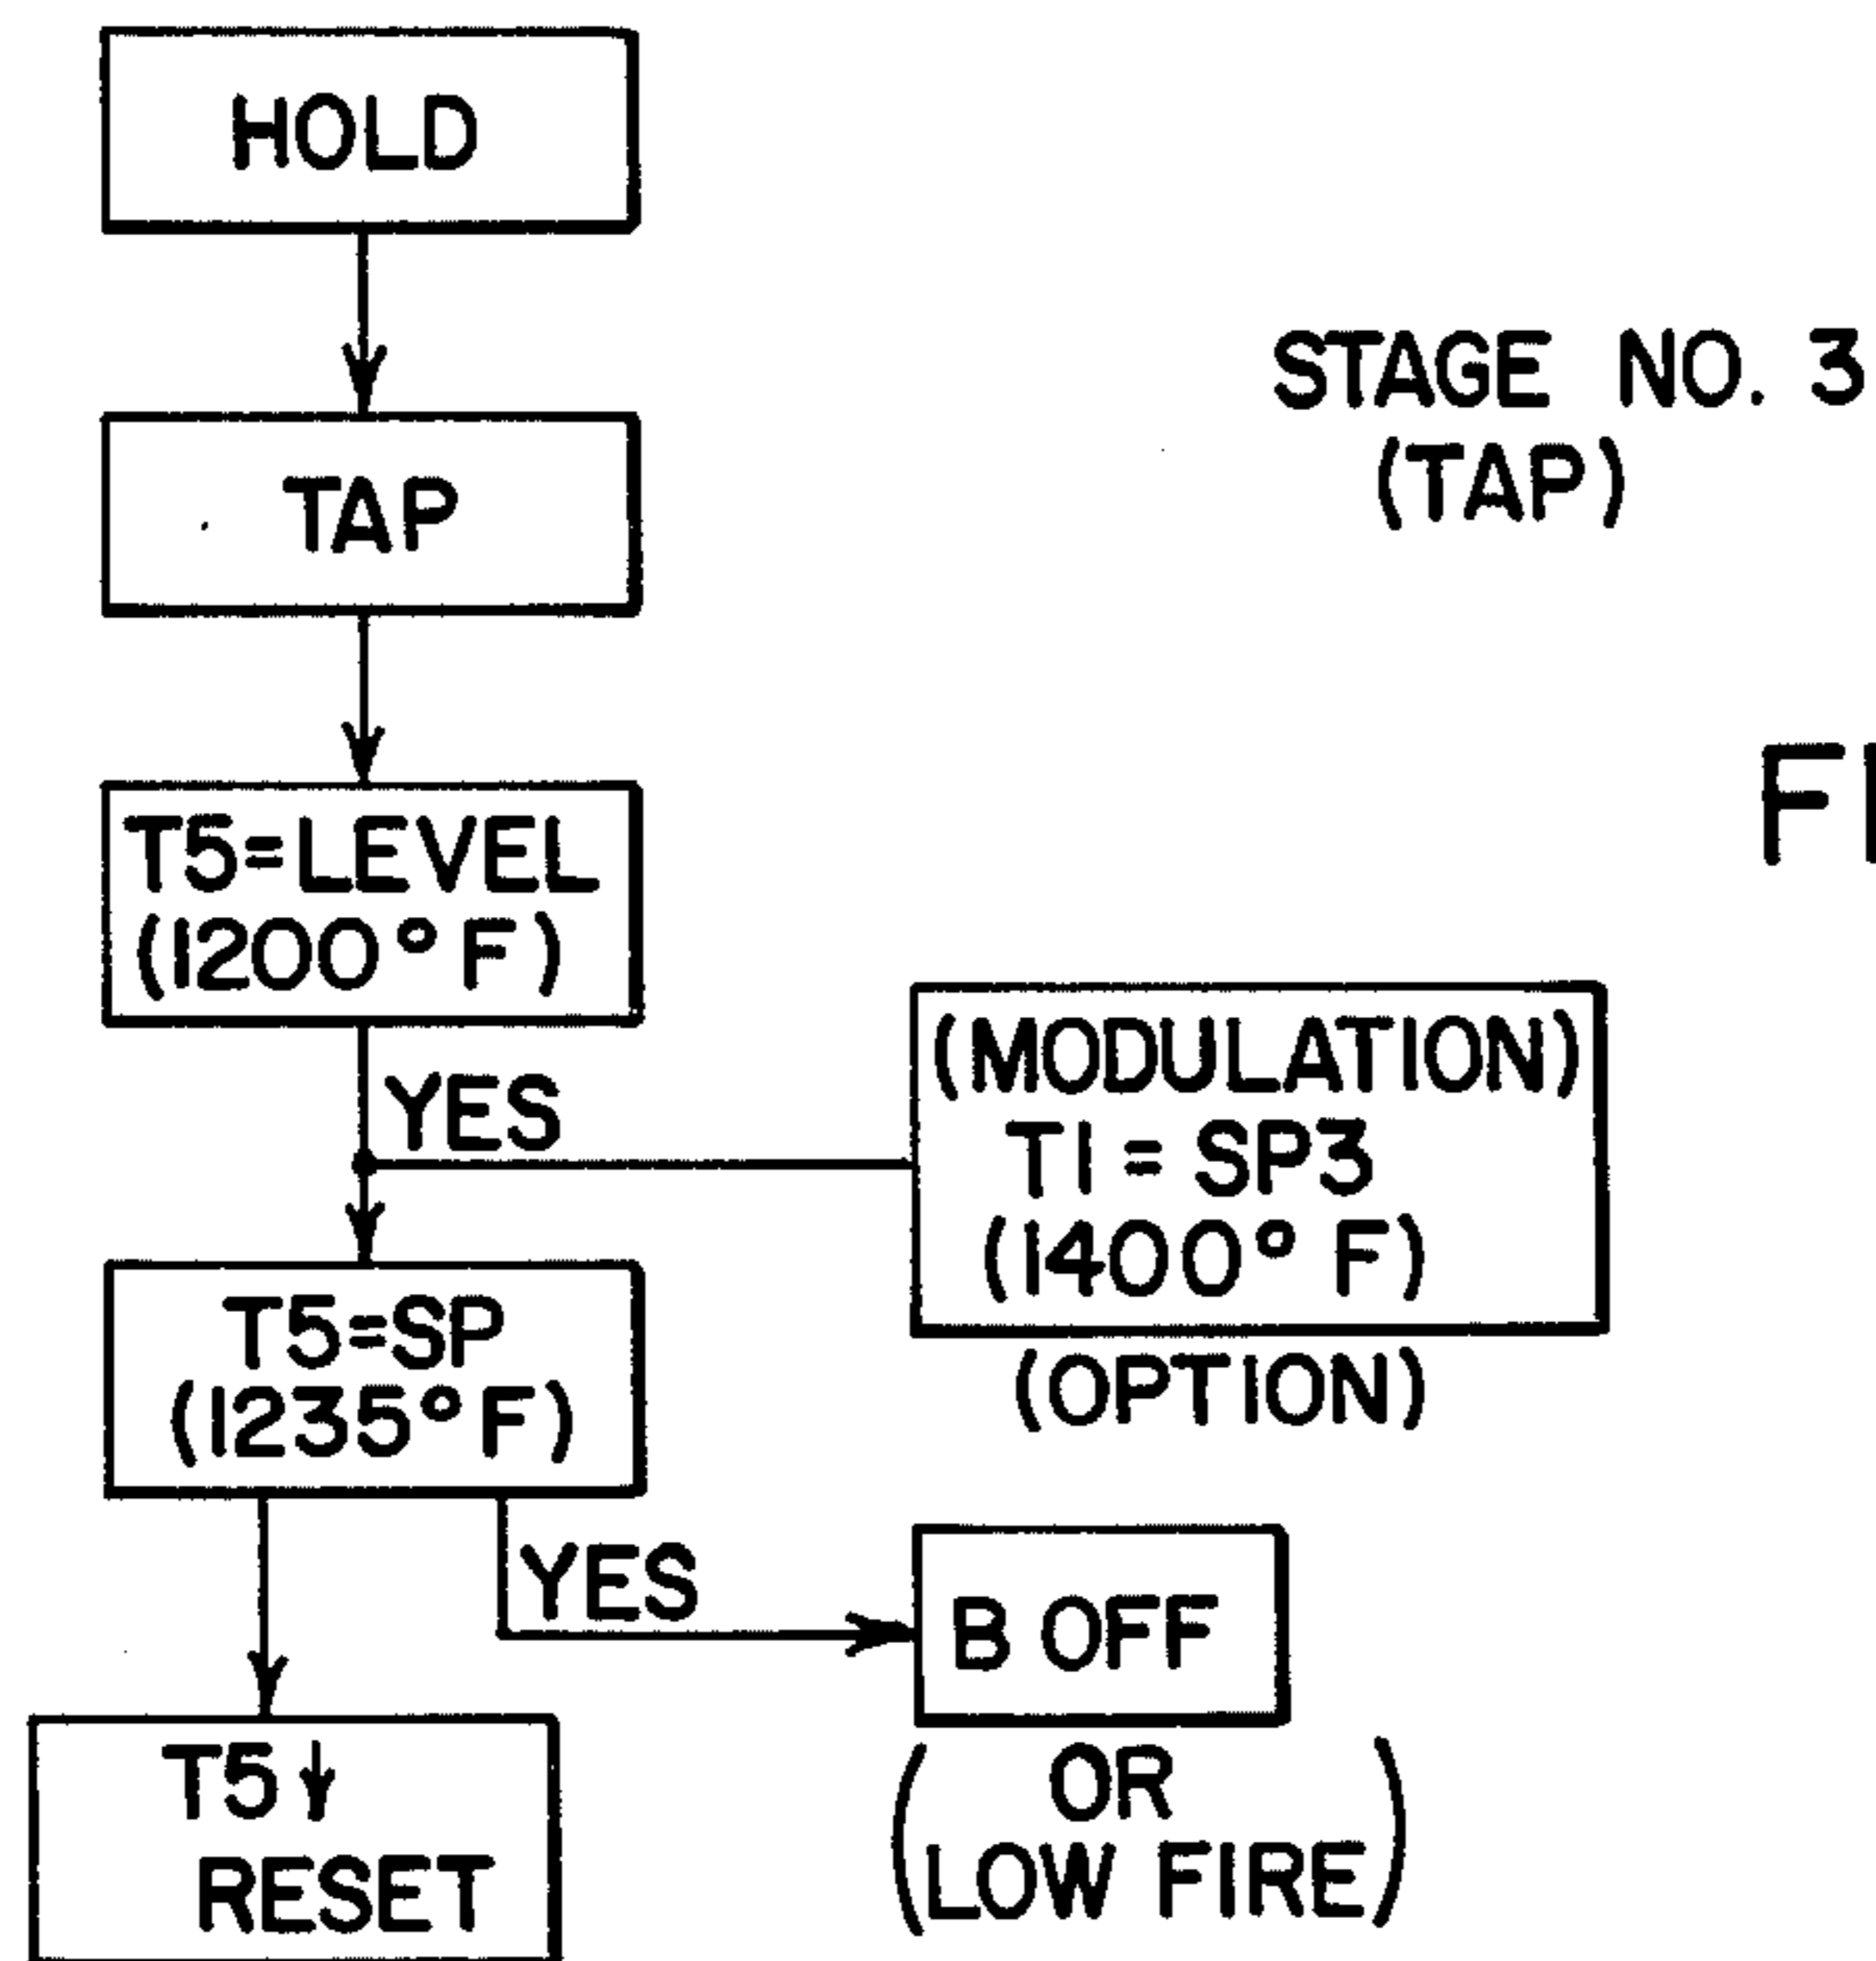 HOLD
STAGE NO. 3
(TAP)
TAP
T5=LEVEL
(1200° F)
YES
(MODULATION)
T1 = SP3
(1400° F)
(OPTION)
T5=SP
(1235° F)
YES
B OFF
( OR
LOW FIRE )
T5↓
RESET